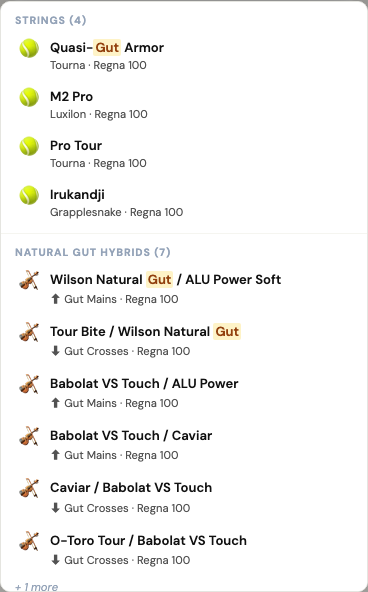 STRINGS (4)
Quasi-Gut Armor
Tourna · Regna 100
M2 Pro
Luxilon · Regna 100
Pro Tour
Tourna · Regna 100
Irukandji
Grapplesnake · Regna 100
NATURAL GUT HYBRIDS (7)
Wilson Natural Gut / ALU Power Soft
⬆ Gut Mains · Regna 100
Tour Bite / Wilson Natural Gut
⬇ Gut Crosses · Regna 100
Babolat VS Touch / ALU Power
⬆ Gut Mains · Regna 100
Babolat VS Touch / Caviar
⬆ Gut Mains · Regna 100
Caviar / Babolat VS Touch
⬇ Gut Crosses · Regna 100
O-Toro Tour / Babolat VS Touch
⬇ Gut Crosses · Regna 100
+ 1 more